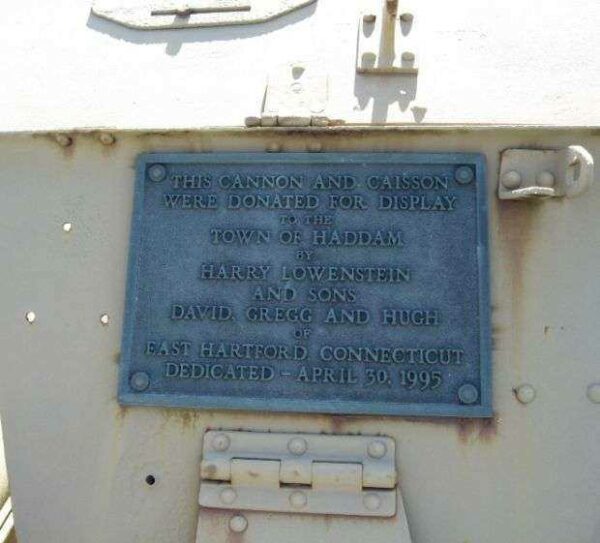 THIS CANNON AND CAISSON
WERE DONATED FOR DISPLAY
TO THE
TOWN OF HADDAM
BY
HARRY LOWENSTEIN
AND SONS
DAVID, GREGG AND HUGH
OF
EAST HARTFORD, CONNECTICUT
DEDICATED - APRIL 30, 1995